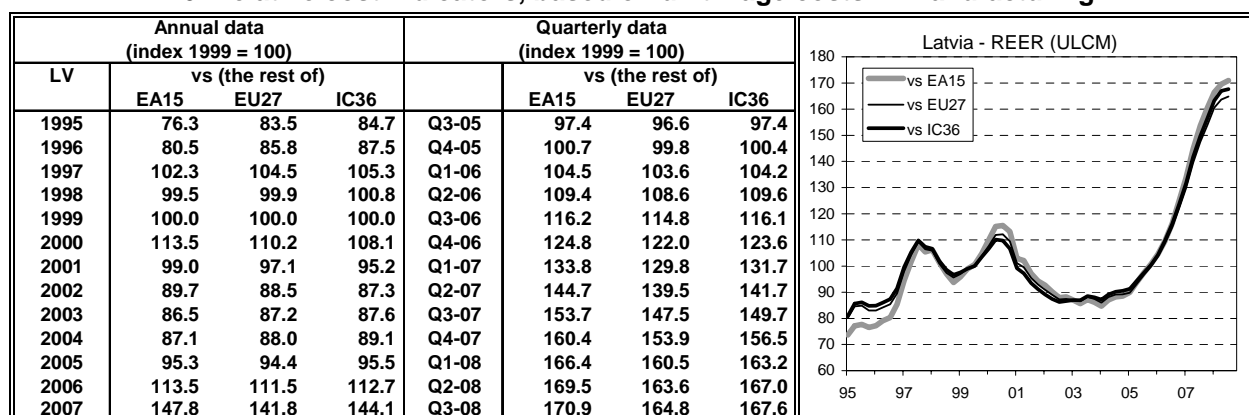 Annual data Quarterly data
(index 1999 = 100) (index 1999 = 100)
LV vs (the rest of) vs (the rest of)
EA15 EU27 IC36 EA15 EU27 IC36
1995 76.3 83.5 84.7 Q3-05 97.4 96.6 97.4
1996 80.5 85.8 87.5 Q4-05 100.7 99.8 100.4
1997 102.3 104.5 105.3 Q1-06 104.5 103.6 104.2
1998 99.5 99.9 100.8 Q2-06 109.4 108.6 109.6
1999 100.0 100.0 100.0 Q3-06 116.2 114.8 116.1
2000 113.5 110.2 108.1 Q4-06 124.8 122.0 123.6
2001 99.0 97.1 95.2 Q1-07 133.8 129.8 131.7
2002 89.7 88.5 87.3 Q2-07 144.7 139.5 141.7
2003 86.5 87.2 87.6 Q3-07 153.7 147.5 149.7
2004 87.1 88.0 89.1 Q4-07 160.4 153.9 156.5
2005 95.3 94.4 95.5 Q1-08 166.4 160.5 163.2
2006 113.5 111.5 112.7 Q2-08 169.5 163.6 167.0
2007 147.8 141.8 144.1 Q3-08 170.9 164.8 167.6
Latvia - REER (ULCM)
vs EA15
vs EU27
vs IC36
180
170
160
150
140
130
120
110
100
90
80
70
60
95 97 99 01 03 05 07